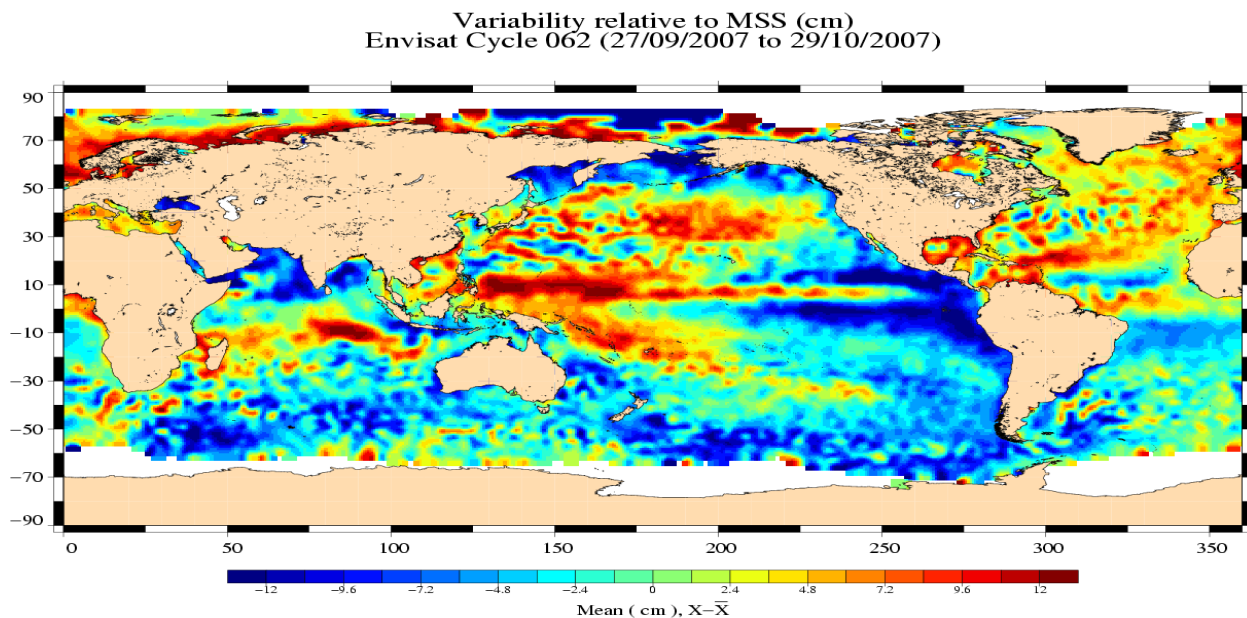 Variability relative to MSS (cm)
Envisat Cycle 062 (27/09/2007 to 29/10/2007)
90
70
50
30
10
−10
−30
−50
−70
−90
0 50 100 150 200 250 300 350
−12 −9.6 −7.2 −4.8 −2.4 0 2.4 4.8 7.2 9.6 12
Mean ( cm ), X−X̅